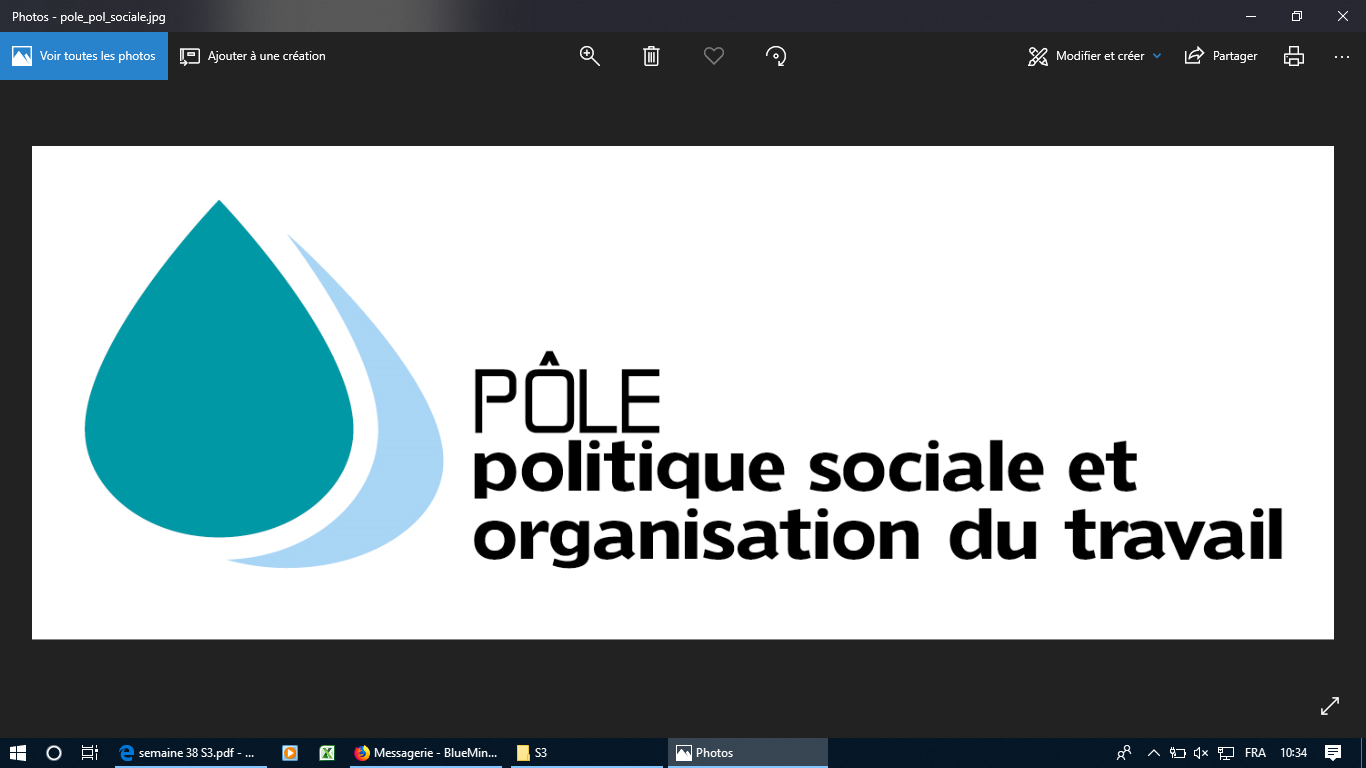 Photos - pole_pol_sociale.jpg
Voir toutes les photos
Ajouter à une création
Modifier et créer
Partager
PÔLE
politique sociale et
organisation du travail
semaine 38 S3.pdf - ...
Messagerie - BlueMin...
S3
Photos
FRA
10:34